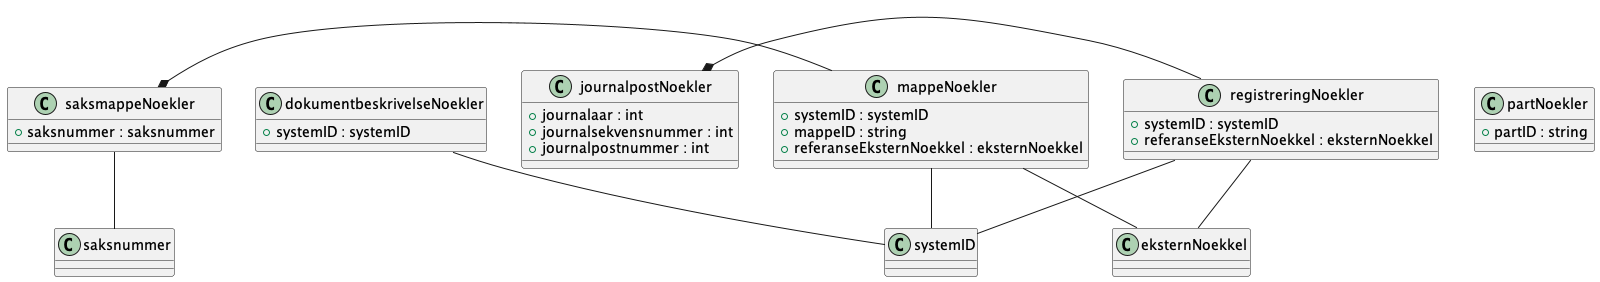 C saksmappeNoekler
saksnummer : saksnummer
C dokumentbeskrivelseNoekler
systemID : systemID
C journalpostNoekler
journalaar : int
journalsekvensnummer : int
journalpostnummer : int
C mappeNoekler
systemID : systemID
mappeID : string
referanseEksternNoekkel : eksternNoekkel
C registreringNoekler
systemID : systemID
referanseEksternNoekkel : eksternNoekkel
C partNoekler
partID : string
C saksnummer
C systemID
C eksternNoekkel